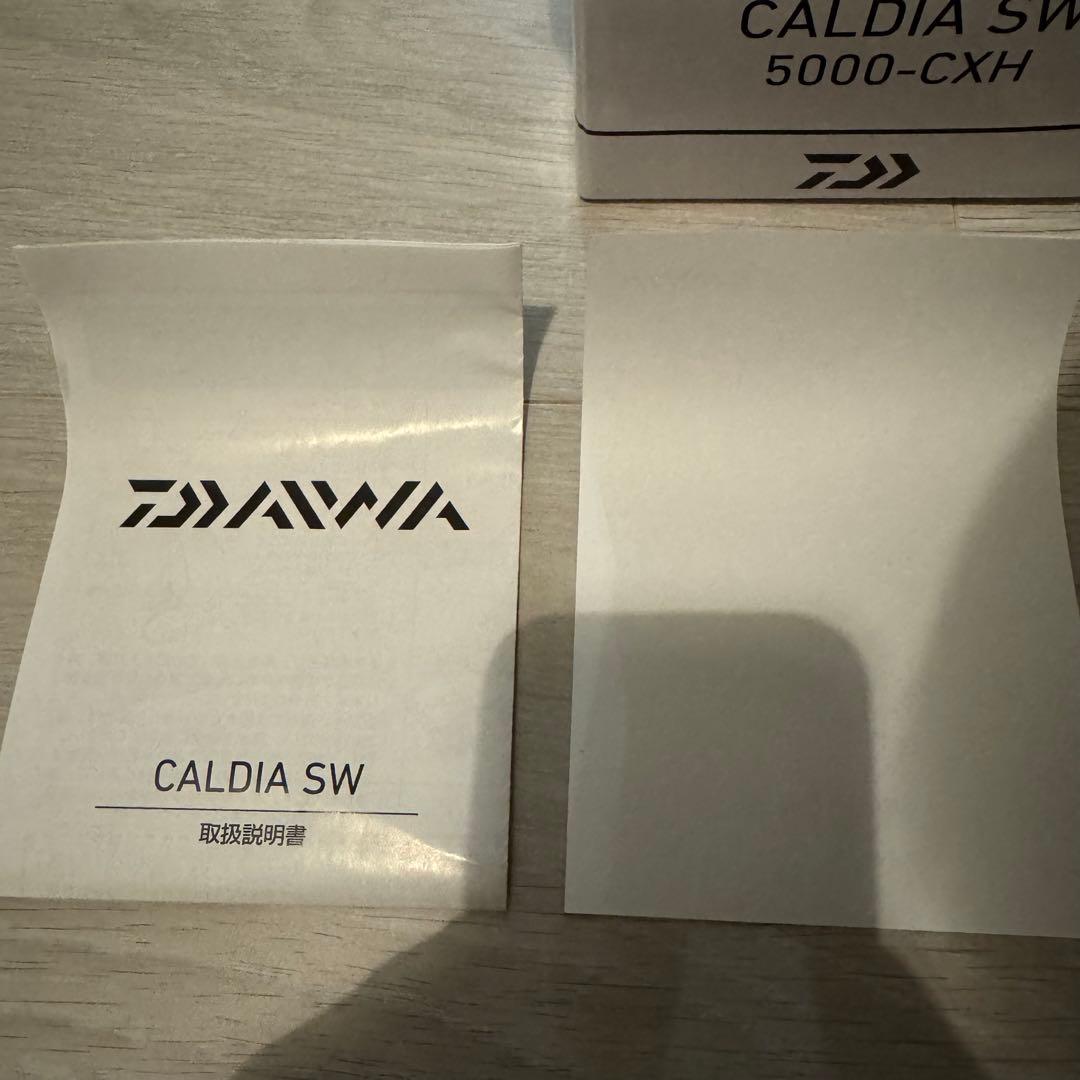 CALDIA SW
5000-CXH
DAIWA
CALDIA SW
取扱説明書